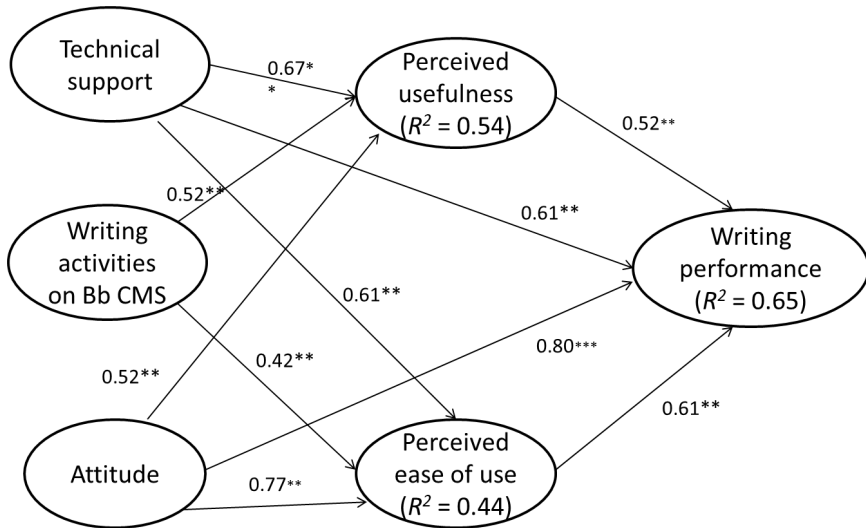 Technical
support
0.67*
*
Perceived
usefulness
(R² = 0.54)
0.52**
0.52**
0.61**
Writing
activities
on Bb CMS
Writing
performance
(R² = 0.65)
0.61**
0.80***
0.42**
0.52**
0.61**
Attitude
0.77**
Perceived
ease of use
(R² = 0.44)